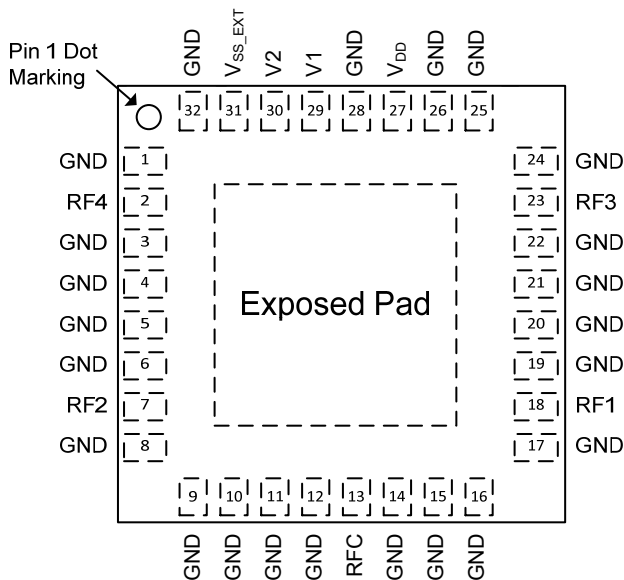 Pin 1 Dot
Marking
GND
VSS_EXT
V2
V1
GND
VDD
GND
GND
32
31
30
29
28
27
26
25
GND 1
RF4 2
GND 3
GND 4
GND 5
GND 6
RF2 7
GND 8
24 GND
23 RF3
22 GND
21 GND
20 GND
19 GND
18 RF1
17 GND
Exposed Pad
9
10
11
12
13
14
15
16
GND
GND
GND
GND
RFC
GND
GND
GND